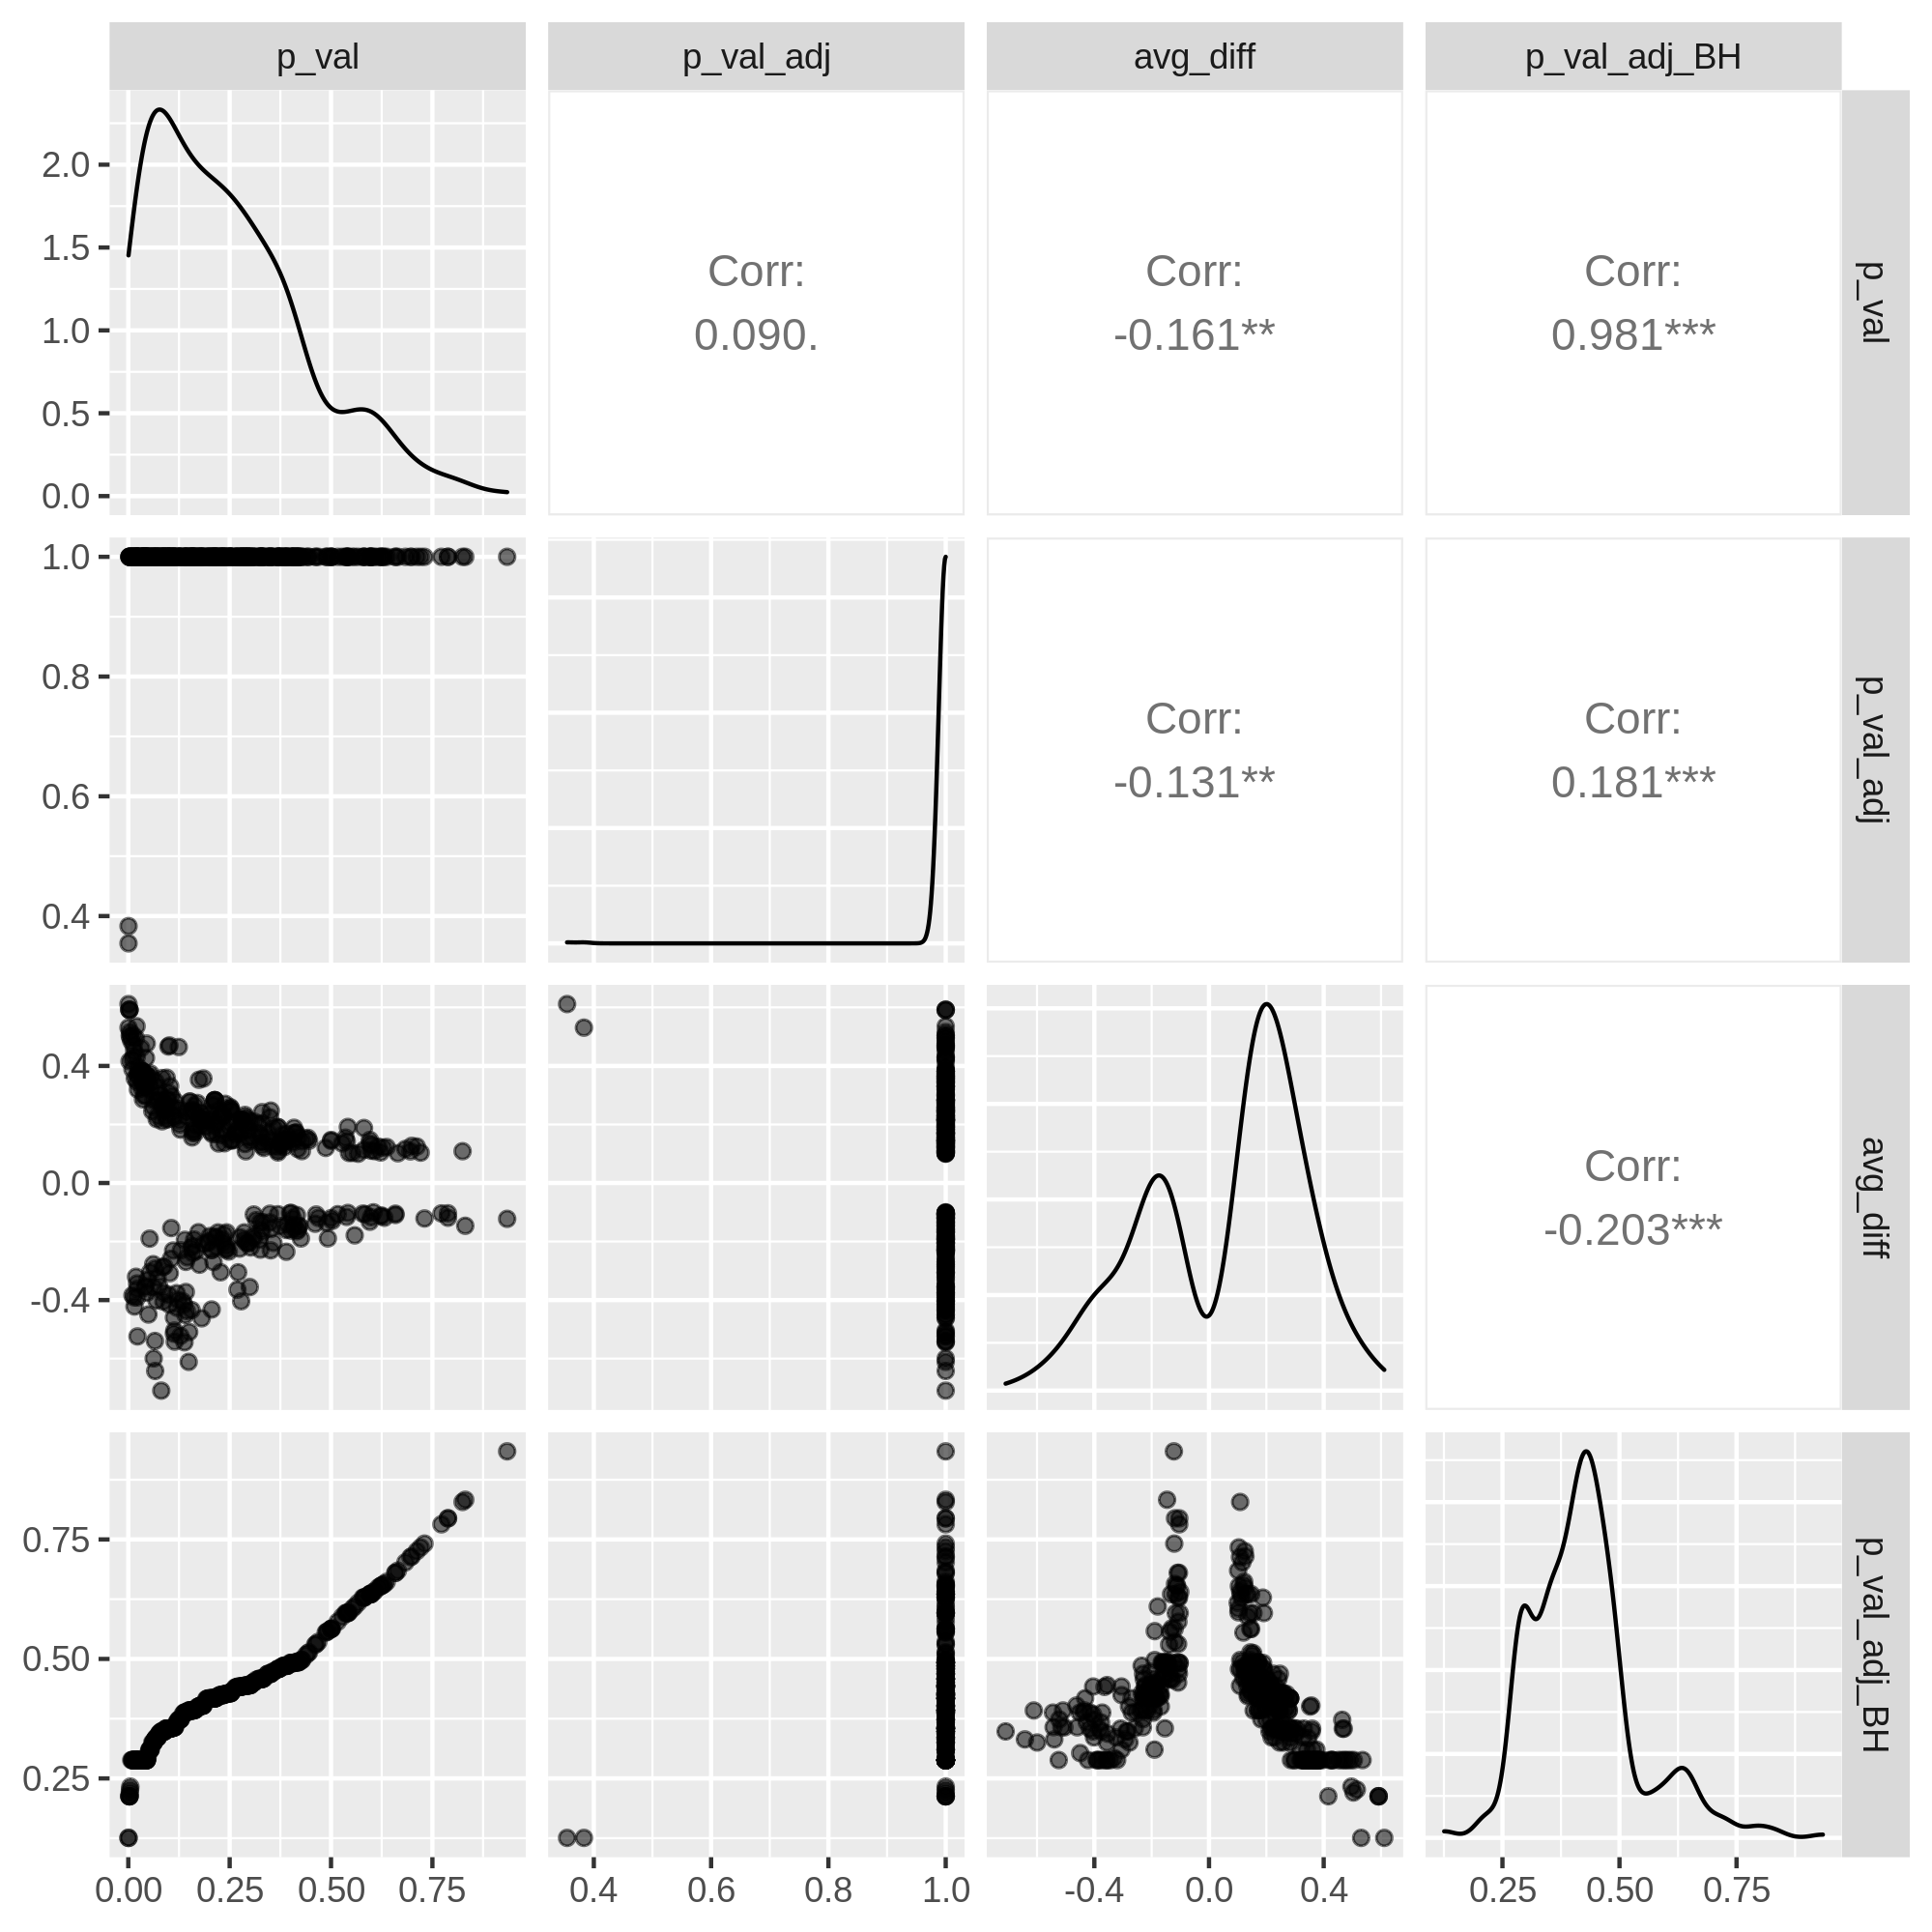 p_val p_val_adj avg_diff p_val_adj_BH
2.0
1.5
1.0
0.5
0.0
Corr:
0.090.
Corr:
-0.161**
Corr:
0.981***
p_val
1.0
0.8
0.6
0.4
Corr:
-0.131**
Corr:
0.181***
p_val_adj
0.4
0.0
-0.4
Corr:
-0.203***
avg_diff
0.75
0.50
0.25
p_val_adj_BH
0.00 0.25 0.50 0.75 0.4 0.6 0.8 1.0 -0.4 0.0 0.4 0.25 0.50 0.75